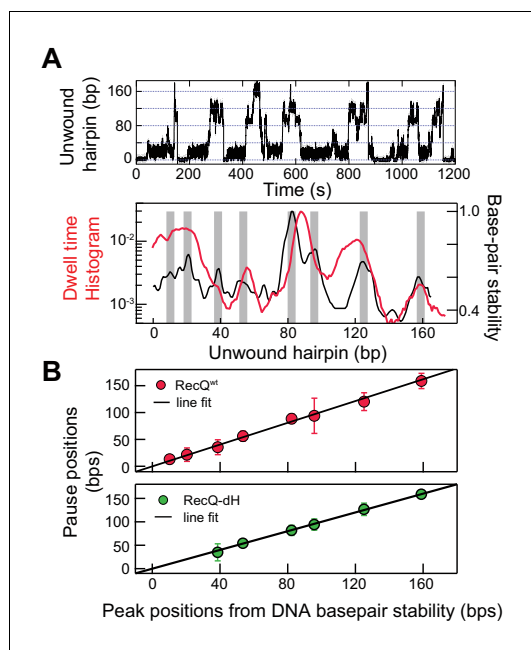 A
Unwound
hairpin (bp)
160
80
0
0 200 400 600 800 1000 1200
Time (s)
Dwell time
Histogram
10-2
10-3
1.0
0.4
Base-pair stability
0 40 80 120 160
Unwound hairpin (bp)
B
Pause positions
(bps)
150
100
50
0
RecQwt
line fit
150
100
50
0
RecQ-dH
line fit
0 40 80 120 160
Peak positions from DNA basepair stability (bps)